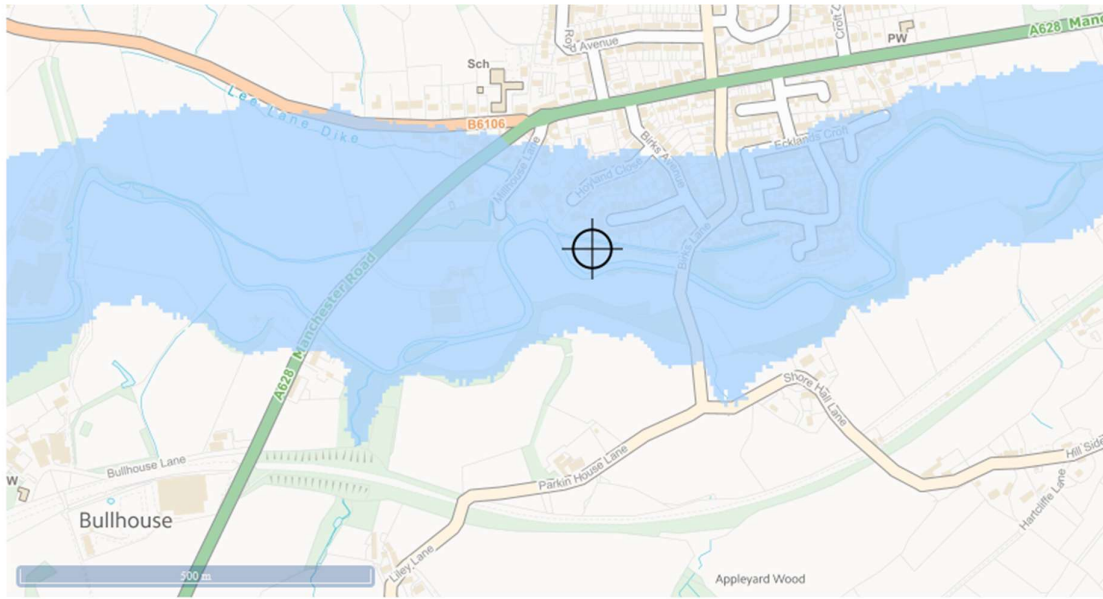 A628 Manc
Croft
PW
Avenue
Road
Sch
Lee Lane Dike
B6106
Millhouse Lane
Birks Avenue
Ecklands Croft
Hoyland Close
Birks Lane
A628 Manchester Road
Shore Hall Lane
Bullhouse Lane
Parkin House Lane
Hill Side
W
Hartcliffe Lane
Bullhouse
500 m
Liley Lane
Appleyard Wood